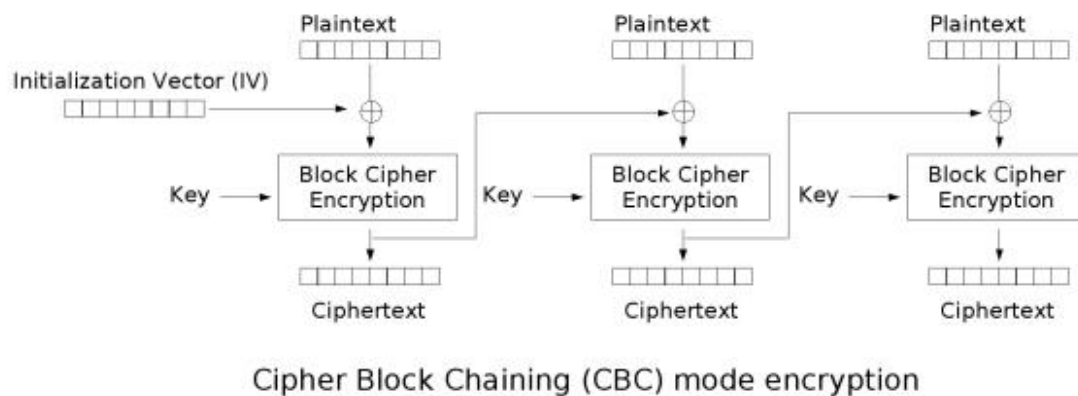 Plaintext
Plaintext
Plaintext
Initialization Vector (IV)
Key
Block Cipher
Encryption
Key
Block Cipher
Encryption
Key
Block Cipher
Encryption
Ciphertext
Ciphertext
Ciphertext
Cipher Block Chaining (CBC) mode encryption